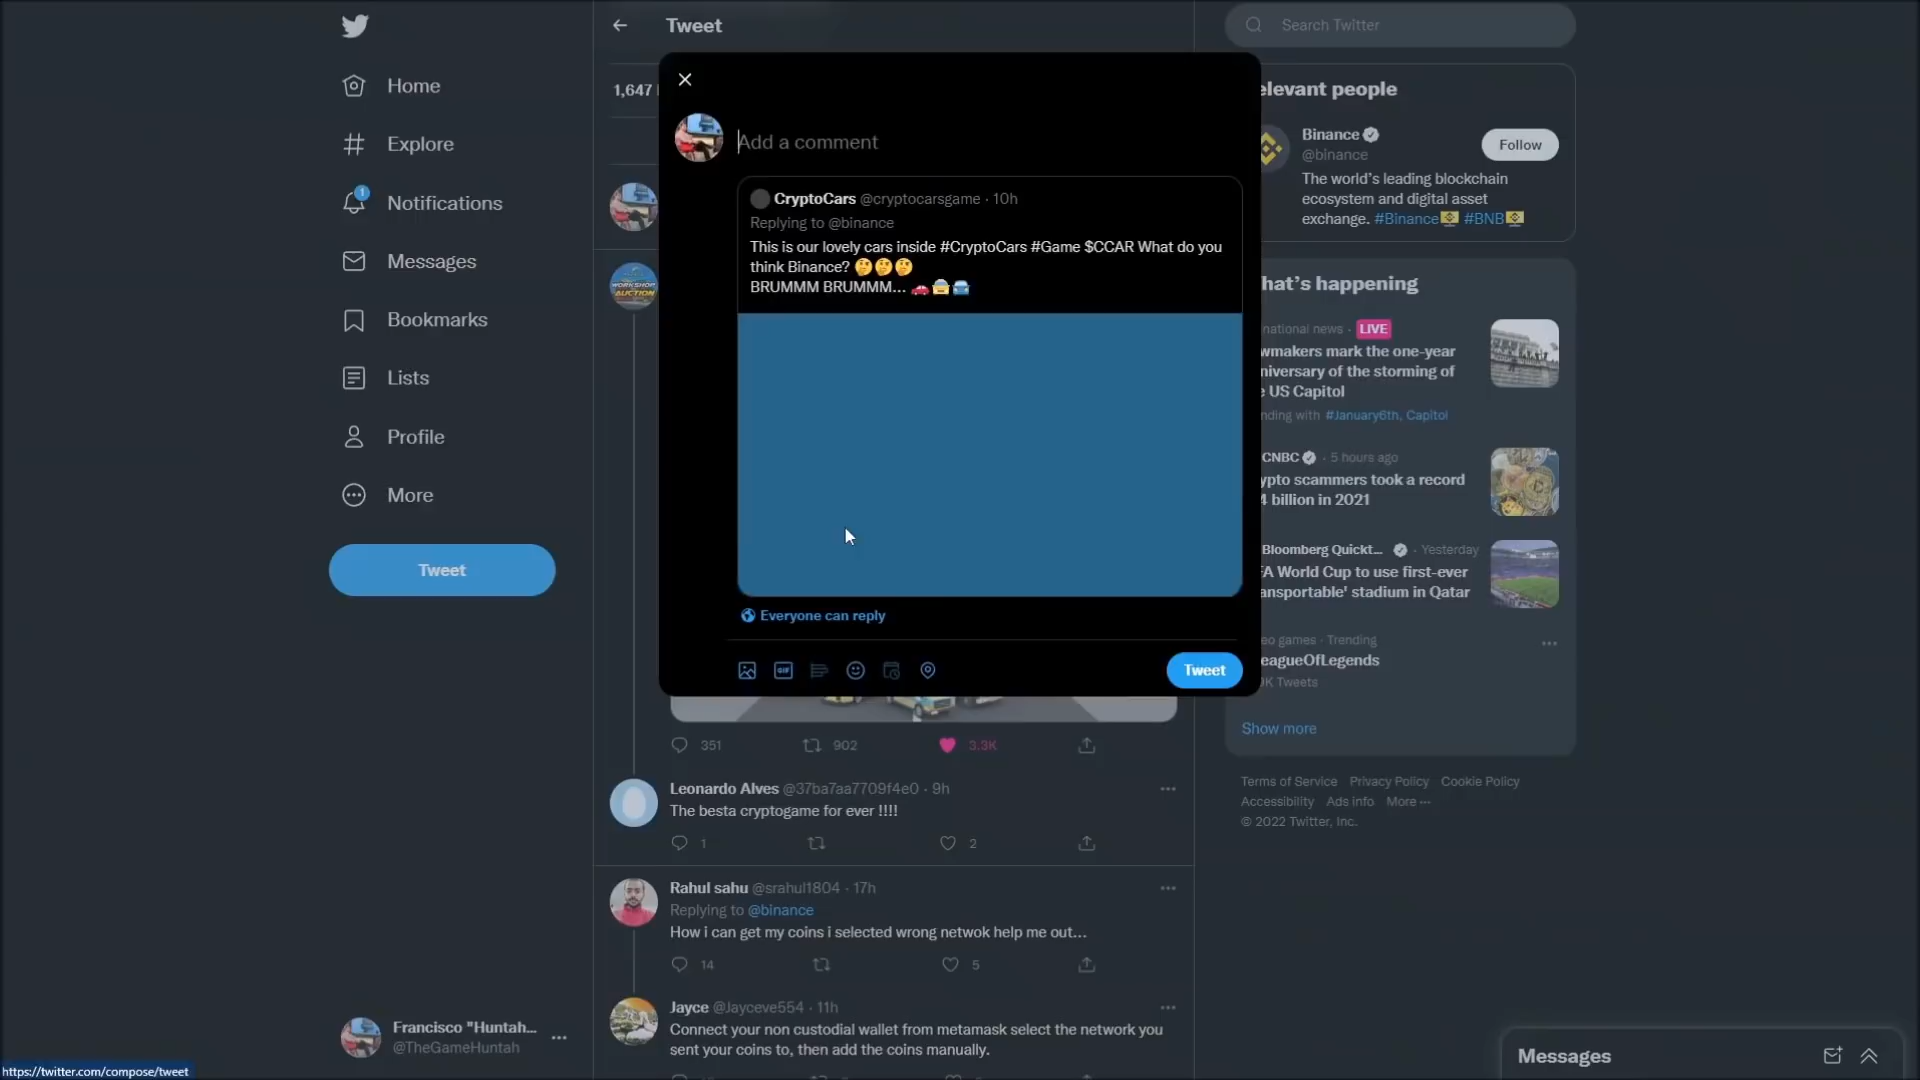 Home
Explore
1
Notifications
Messages
Bookmarks
Lists
Profile
More
Tweet
Francisco "Huntah...
@TheGameHuntah
https://twitter.com/compose/tweet
Tweet
1,647
Add a comment
CryptoCars @cryptocarsgame · 10h
Replying to @binance
This is our lovely cars inside #CryptoCars #Game $CCAR What do you
think Binance? 🤔🤔🤔
BRUMMM BRUMMM... 🚗🚖🚙
Everyone can reply
GIF
Tweet
WORKSHOP
AUCTION
351 902 3.3K
Leonardo Alves @37ba7aa7709f4e0 · 9h
The besta cryptogame for ever !!!!
1 2
Rahul sahu @srahul1804 · 17h
Replying to @binance
How i can get my coins i selected wrong netwok help me out...
14 5
Jayce @Jayceve554 · 11h
Connect your non custodial wallet from metamask select the network you
sent your coins to, then add the coins manually.
Search Twitter
elevant people
Binance
@binance
Follow
The world's leading blockchain
ecosystem and digital asset
exchange. #Binance #BNB
hat's happening
national news · LIVE
wmakers mark the one-year
niversary of the storming of
e US Capitol
nding with #January6th, Capitol
CNBC · 5 hours ago
ypto scammers took a record
4 billion in 2021
Bloomberg Quickt... · Yesterday
FA World Cup to use first-ever
ansportable' stadium in Qatar
eo games · Trending
eagueOfLegends
K Tweets
Show more
Terms of Service Privacy Policy Cookie Policy
Accessibility Ads info More ···
© 2022 Twitter, Inc.
Messages